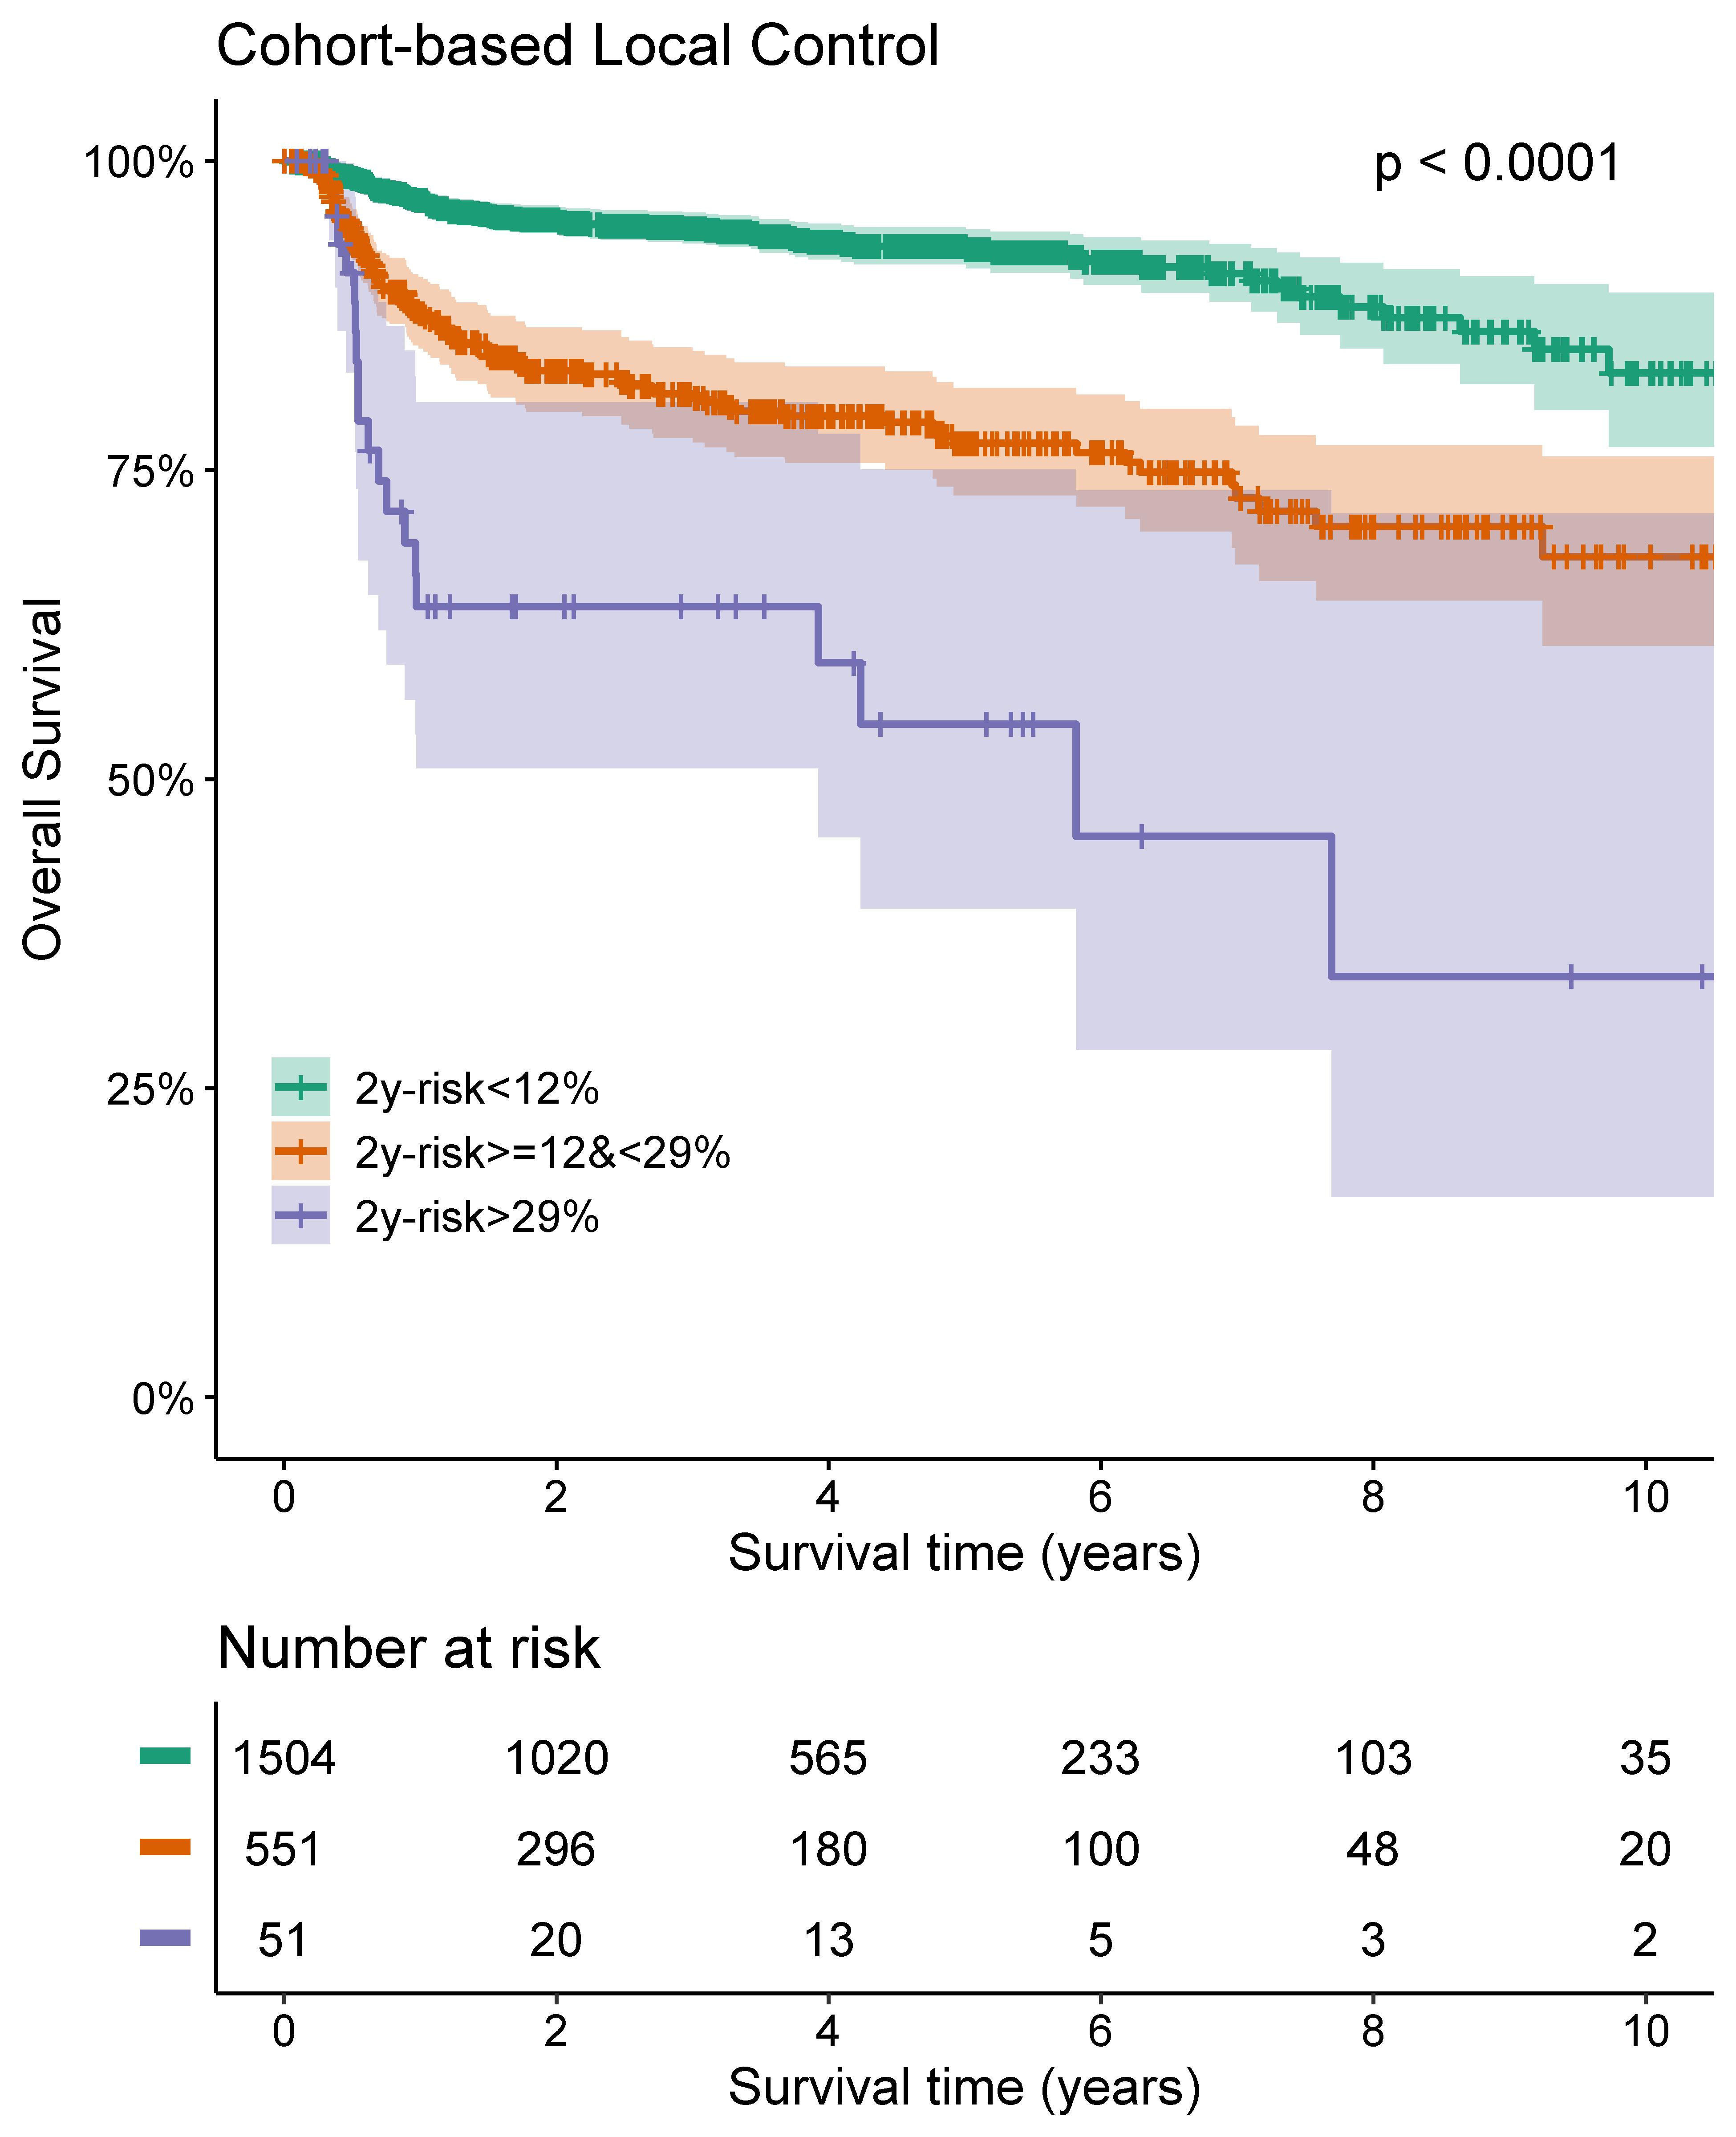 Cohort-based Local Control
p < 0.0001
100%
75%
50%
25%
0%
Overall Survival
2y-risk<12%
2y-risk>=12&<29%
2y-risk>29%
0 2 4 6 8 10
Survival time (years)
Number at risk
1504 1020 565 233 103 35
551 296 180 100 48 20
51 20 13 5 3 2
0 2 4 6 8 10
Survival time (years)